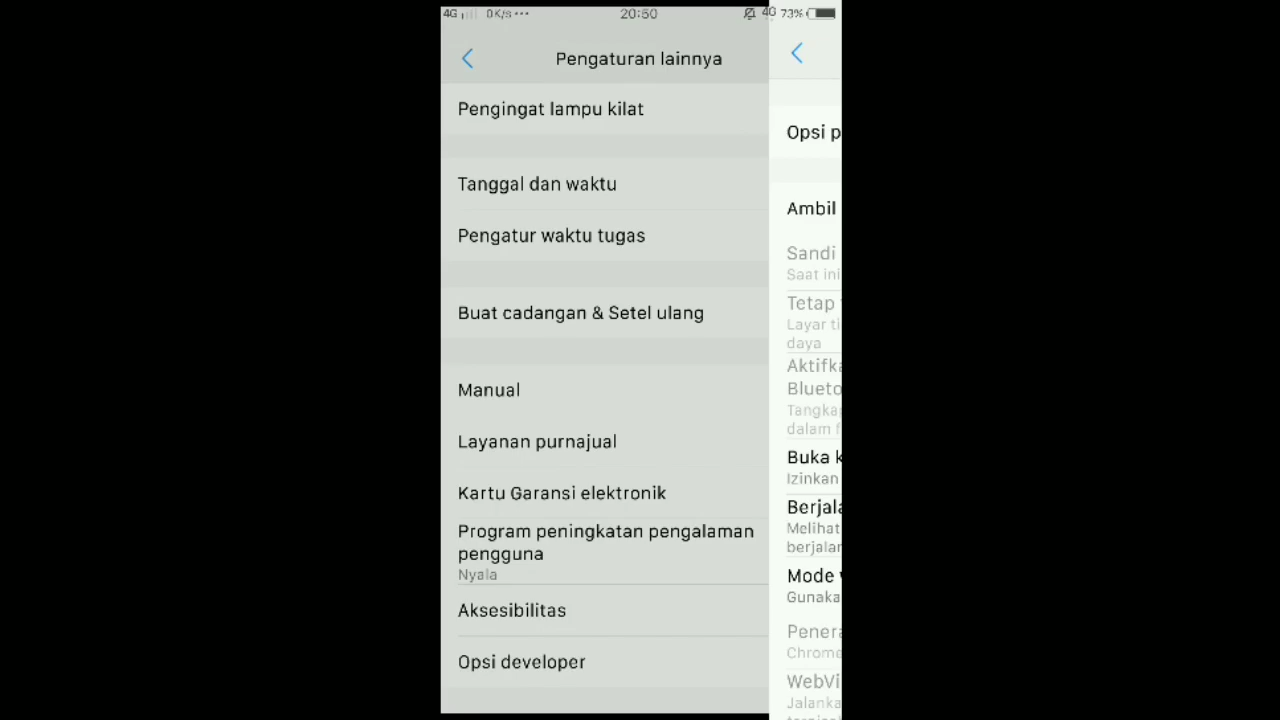 4G 0K/s ··· 20:50 4G 73%
Pengaturan lainnya
Pengingat lampu kilat
Tanggal dan waktu
Pengatur waktu tugas
Buat cadangan & Setel ulang
Manual
Layanan purnajual
Kartu Garansi elektronik
Program peningkatan pengalaman
pengguna
Nyala
Aksesibilitas
Opsi developer
Opsi p
Ambil
Sandi
Saat ini
Tetap
Layar ti
daya
Aktifka
Blueto
Tangkap
dalam f
Buka k
Izinkan
Berjala
Melihat
berjalan
Mode
Gunaka
Penera
Chrome
WebVi
Jalanka